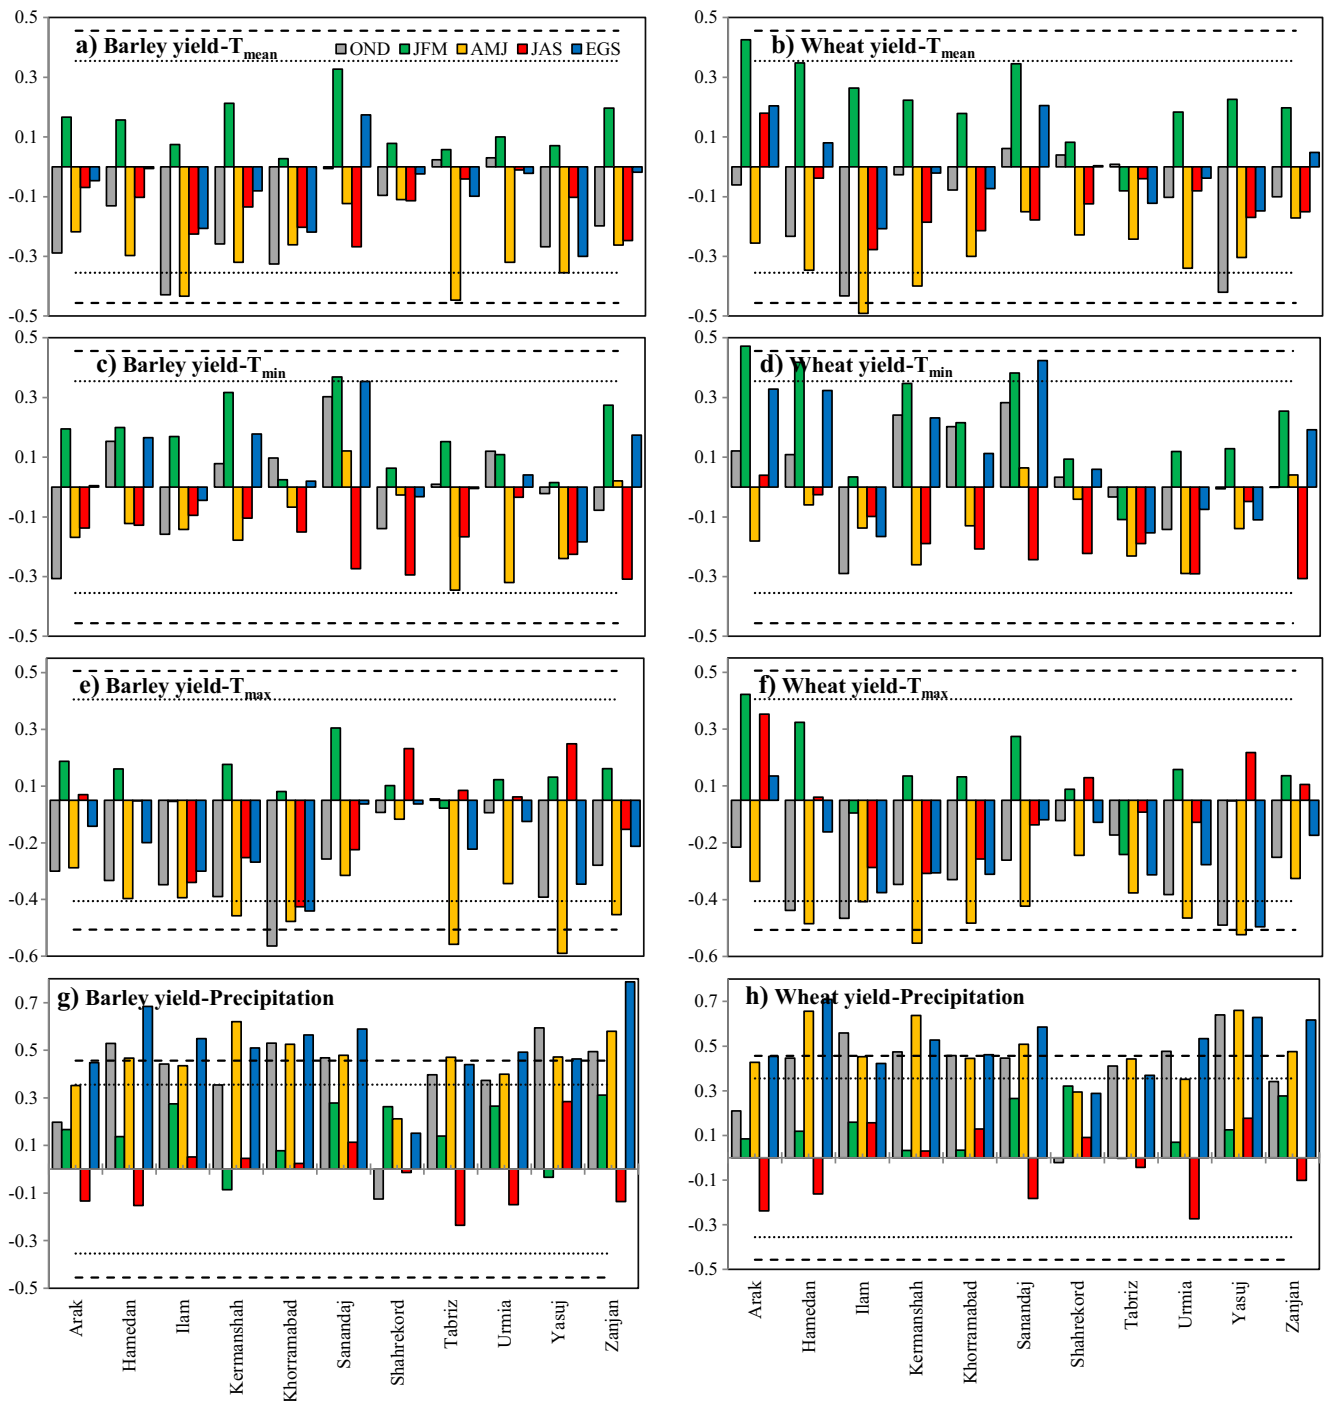 a) Barley yield-Tmean
OND JFM AMJ JAS EGS
0.5
0.3
0.1
-0.1
-0.3
-0.5
b) Wheat yield-Tmean
0.5
0.3
0.1
-0.1
-0.3
-0.5
c) Barley yield-Tmin
0.5
0.3
0.1
-0.1
-0.3
-0.5
d) Wheat yield-Tmin
0.5
0.3
0.1
-0.1
-0.3
-0.5
e) Barley yield-Tmax
0.5
0.3
0.1
-0.2
-0.4
-0.6
f) Wheat yield-Tmax
0.5
0.3
0.1
-0.2
-0.4
-0.6
g) Barley yield-Precipitation
0.7
0.5
0.3
0.1
-0.1
-0.3
-0.5
Arak
Hamedan
Ilam
Kermanshah
Khorramabad
Sanandaj
Shahrekord
Tabriz
Urmia
Yasuj
Zanjan
h) Wheat yield-Precipitation
0.7
0.5
0.3
0.1
-0.1
-0.3
-0.5
Arak
Hamedan
Ilam
Kermanshah
Khorramabad
Sanandaj
Shahrekord
Tabriz
Urmia
Yasuj
Zanjan